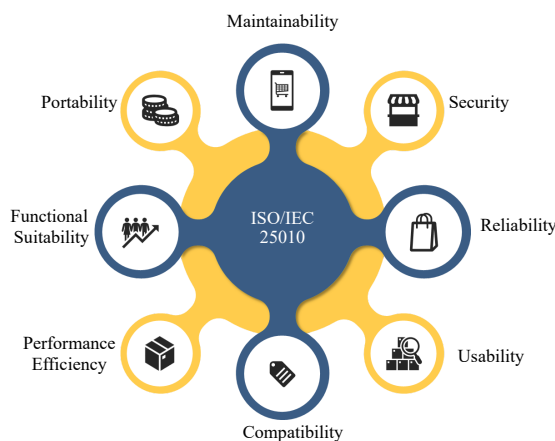 Maintainability
Portability
Security
Functional
Suitability
ISO/IEC
25010
Reliability
Performance
Efficiency
Usability
Compatibility